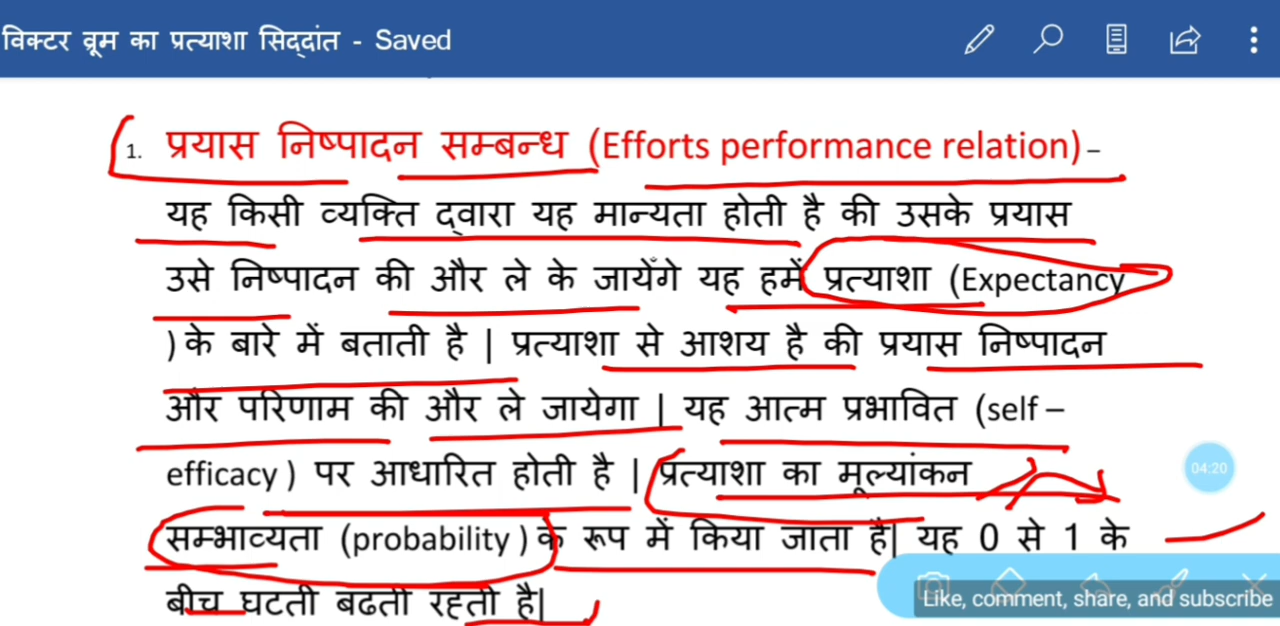 विक्टर व्रूम का प्रत्याशा सिद्दांत - Saved
1. प्रयास निष्पादन सम्बन्ध (Efforts performance relation) –
यह किसी व्यक्ति द्वारा यह मान्यता होती है की उसके प्रयास
उसे निष्पादन की और ले के जायेंगे यह हमें प्रत्याशा (Expectancy
) के बारे में बताती है | प्रत्याशा से आशय है की प्रयास निष्पादन
और परिणाम की और ले जायेगा | यह आत्म प्रभावित (self –
efficacy ) पर आधारित होती है | प्रत्याशा का मूल्यांकन
04:20
सम्भाव्यता (probability ) के रूप में किया जाता है| यह 0 से 1 के
बीच घटती बढती रहती है|
Like, comment, share, and subscribe